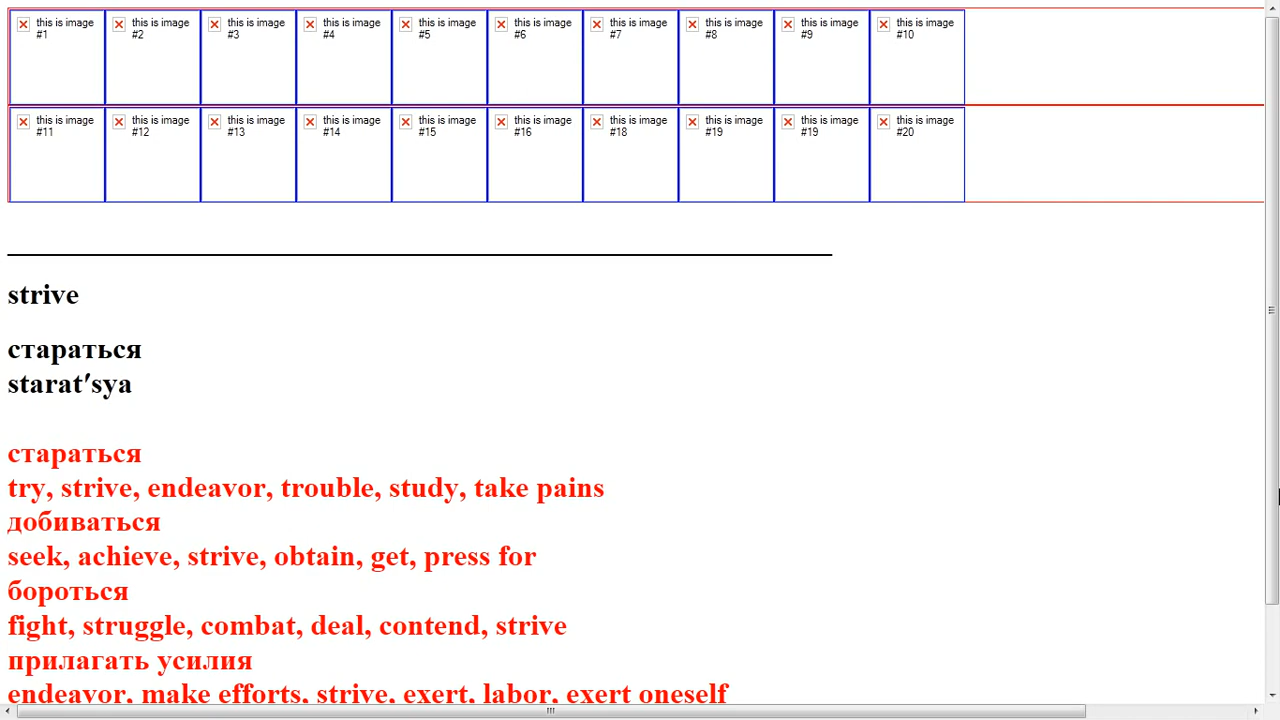 this is image this is image this is image this is image this is image this is image this is image this is image this is image this is image
#1 #2 #3 #4 #5 #6 #7 #8 #9 #10
this is image this is image this is image this is image this is image this is image this is image this is image this is image this is image
#11 #12 #13 #14 #15 #16 #18 #19 #19 #20
strive
стараться
starat′sya
стараться
try, strive, endeavor, trouble, study, take pains
добиваться
seek, achieve, strive, obtain, get, press for
бороться
fight, struggle, combat, deal, contend, strive
прилагать усилия
endeavor, make efforts, strive, exert, labor, exert oneself